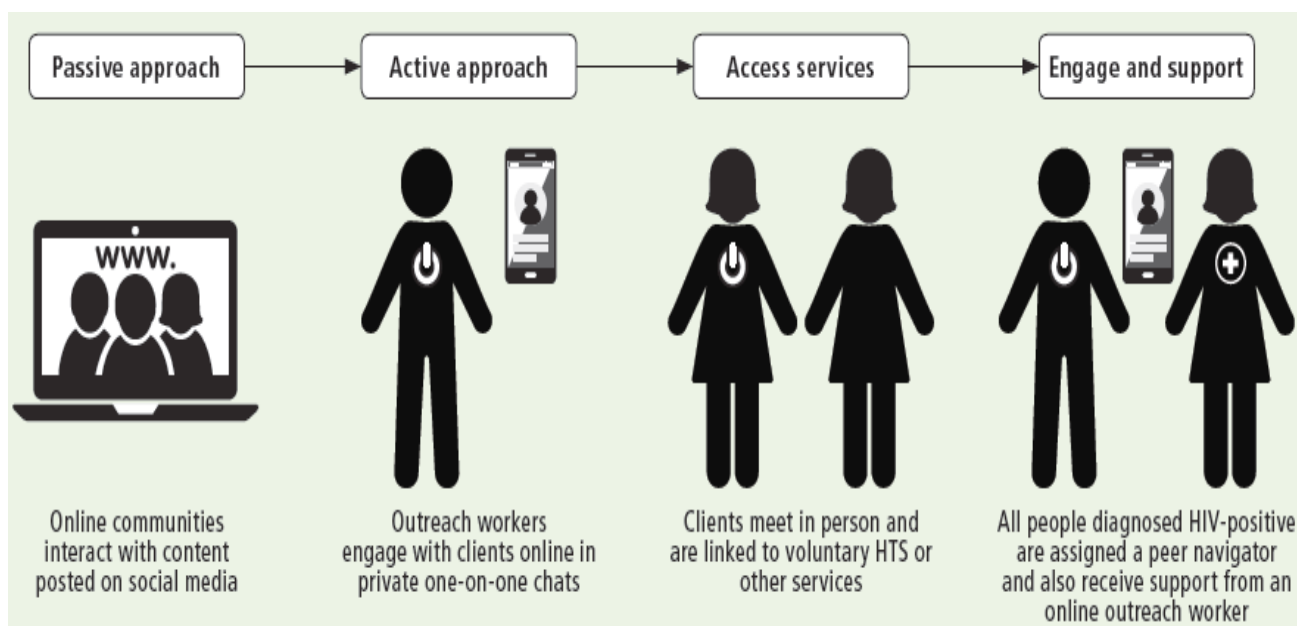 Passive approach
Active approach
Access services
Engage and support
www.
Online communities
interact with content
posted on social media
Outreach workers
engage with clients online in
private one-on-one chats
Clients meet in person and
are linked to voluntary HTS or
other services
All people diagnosed HIV-positive
are assigned a peer navigator
and also receive support from an
online outreach worker